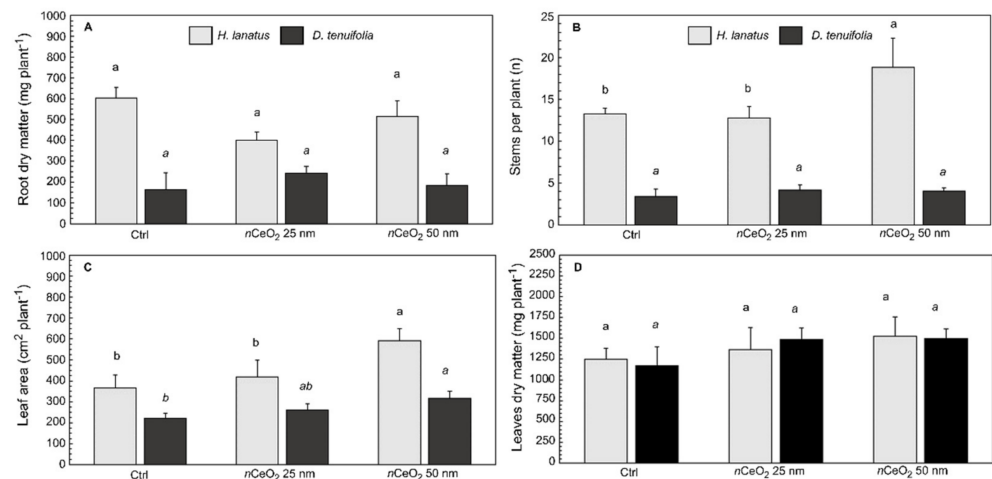 A
H. lanatus
D. tenuifolia
Root dry matter (mg plant⁻¹)
1000
900
800
700
600
500
400
300
200
100
0
a
a
a
a
a
a
Ctrl
nCeO₂ 25 nm
nCeO₂ 50 nm
B
H. lanatus
D. tenuifolia
Stems per plant (n)
25
20
15
10
5
0
b
a
b
a
a
a
Ctrl
nCeO₂ 25 nm
nCeO₂ 50 nm
C
Leaf area (cm² plant⁻¹)
1000
900
800
700
600
500
400
300
200
100
0
b
b
b
ab
a
a
Ctrl
nCeO₂ 25 nm
nCeO₂ 50 nm
D
Leaves dry matter (mg plant⁻¹)
2500
2250
2000
1750
1500
1250
1000
750
500
250
0
a
a
a
a
a
a
Ctrl
nCeO₂ 25 nm
nCeO₂ 50 nm